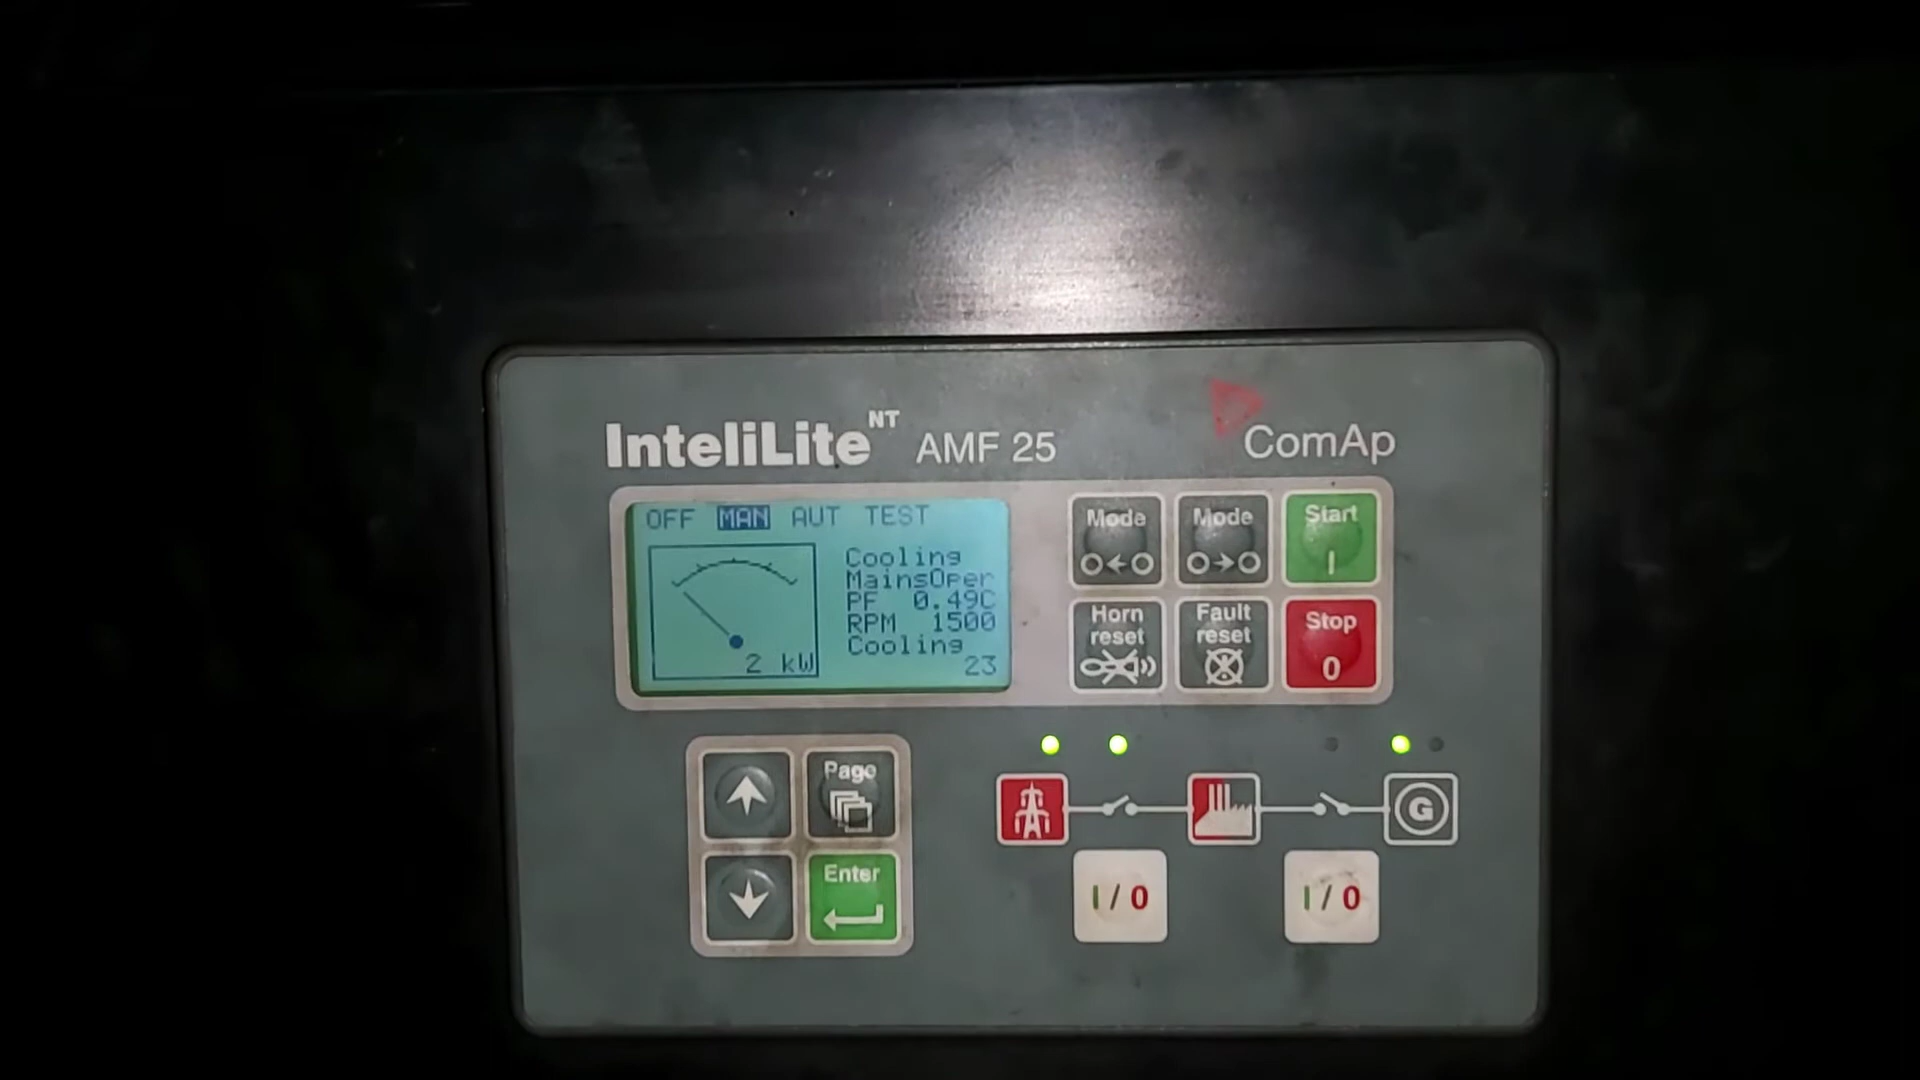 InteliLite NT AMF 25
ComAp
OFF MAN AUT TEST
Cooling
MainsOper
PF 0.49C
RPM 1500
Cooling
23
2 kW
Mode
Mode
Start
I
Horn
reset
Fault
reset
Stop
0
Page
Enter
G
I / 0
I / 0